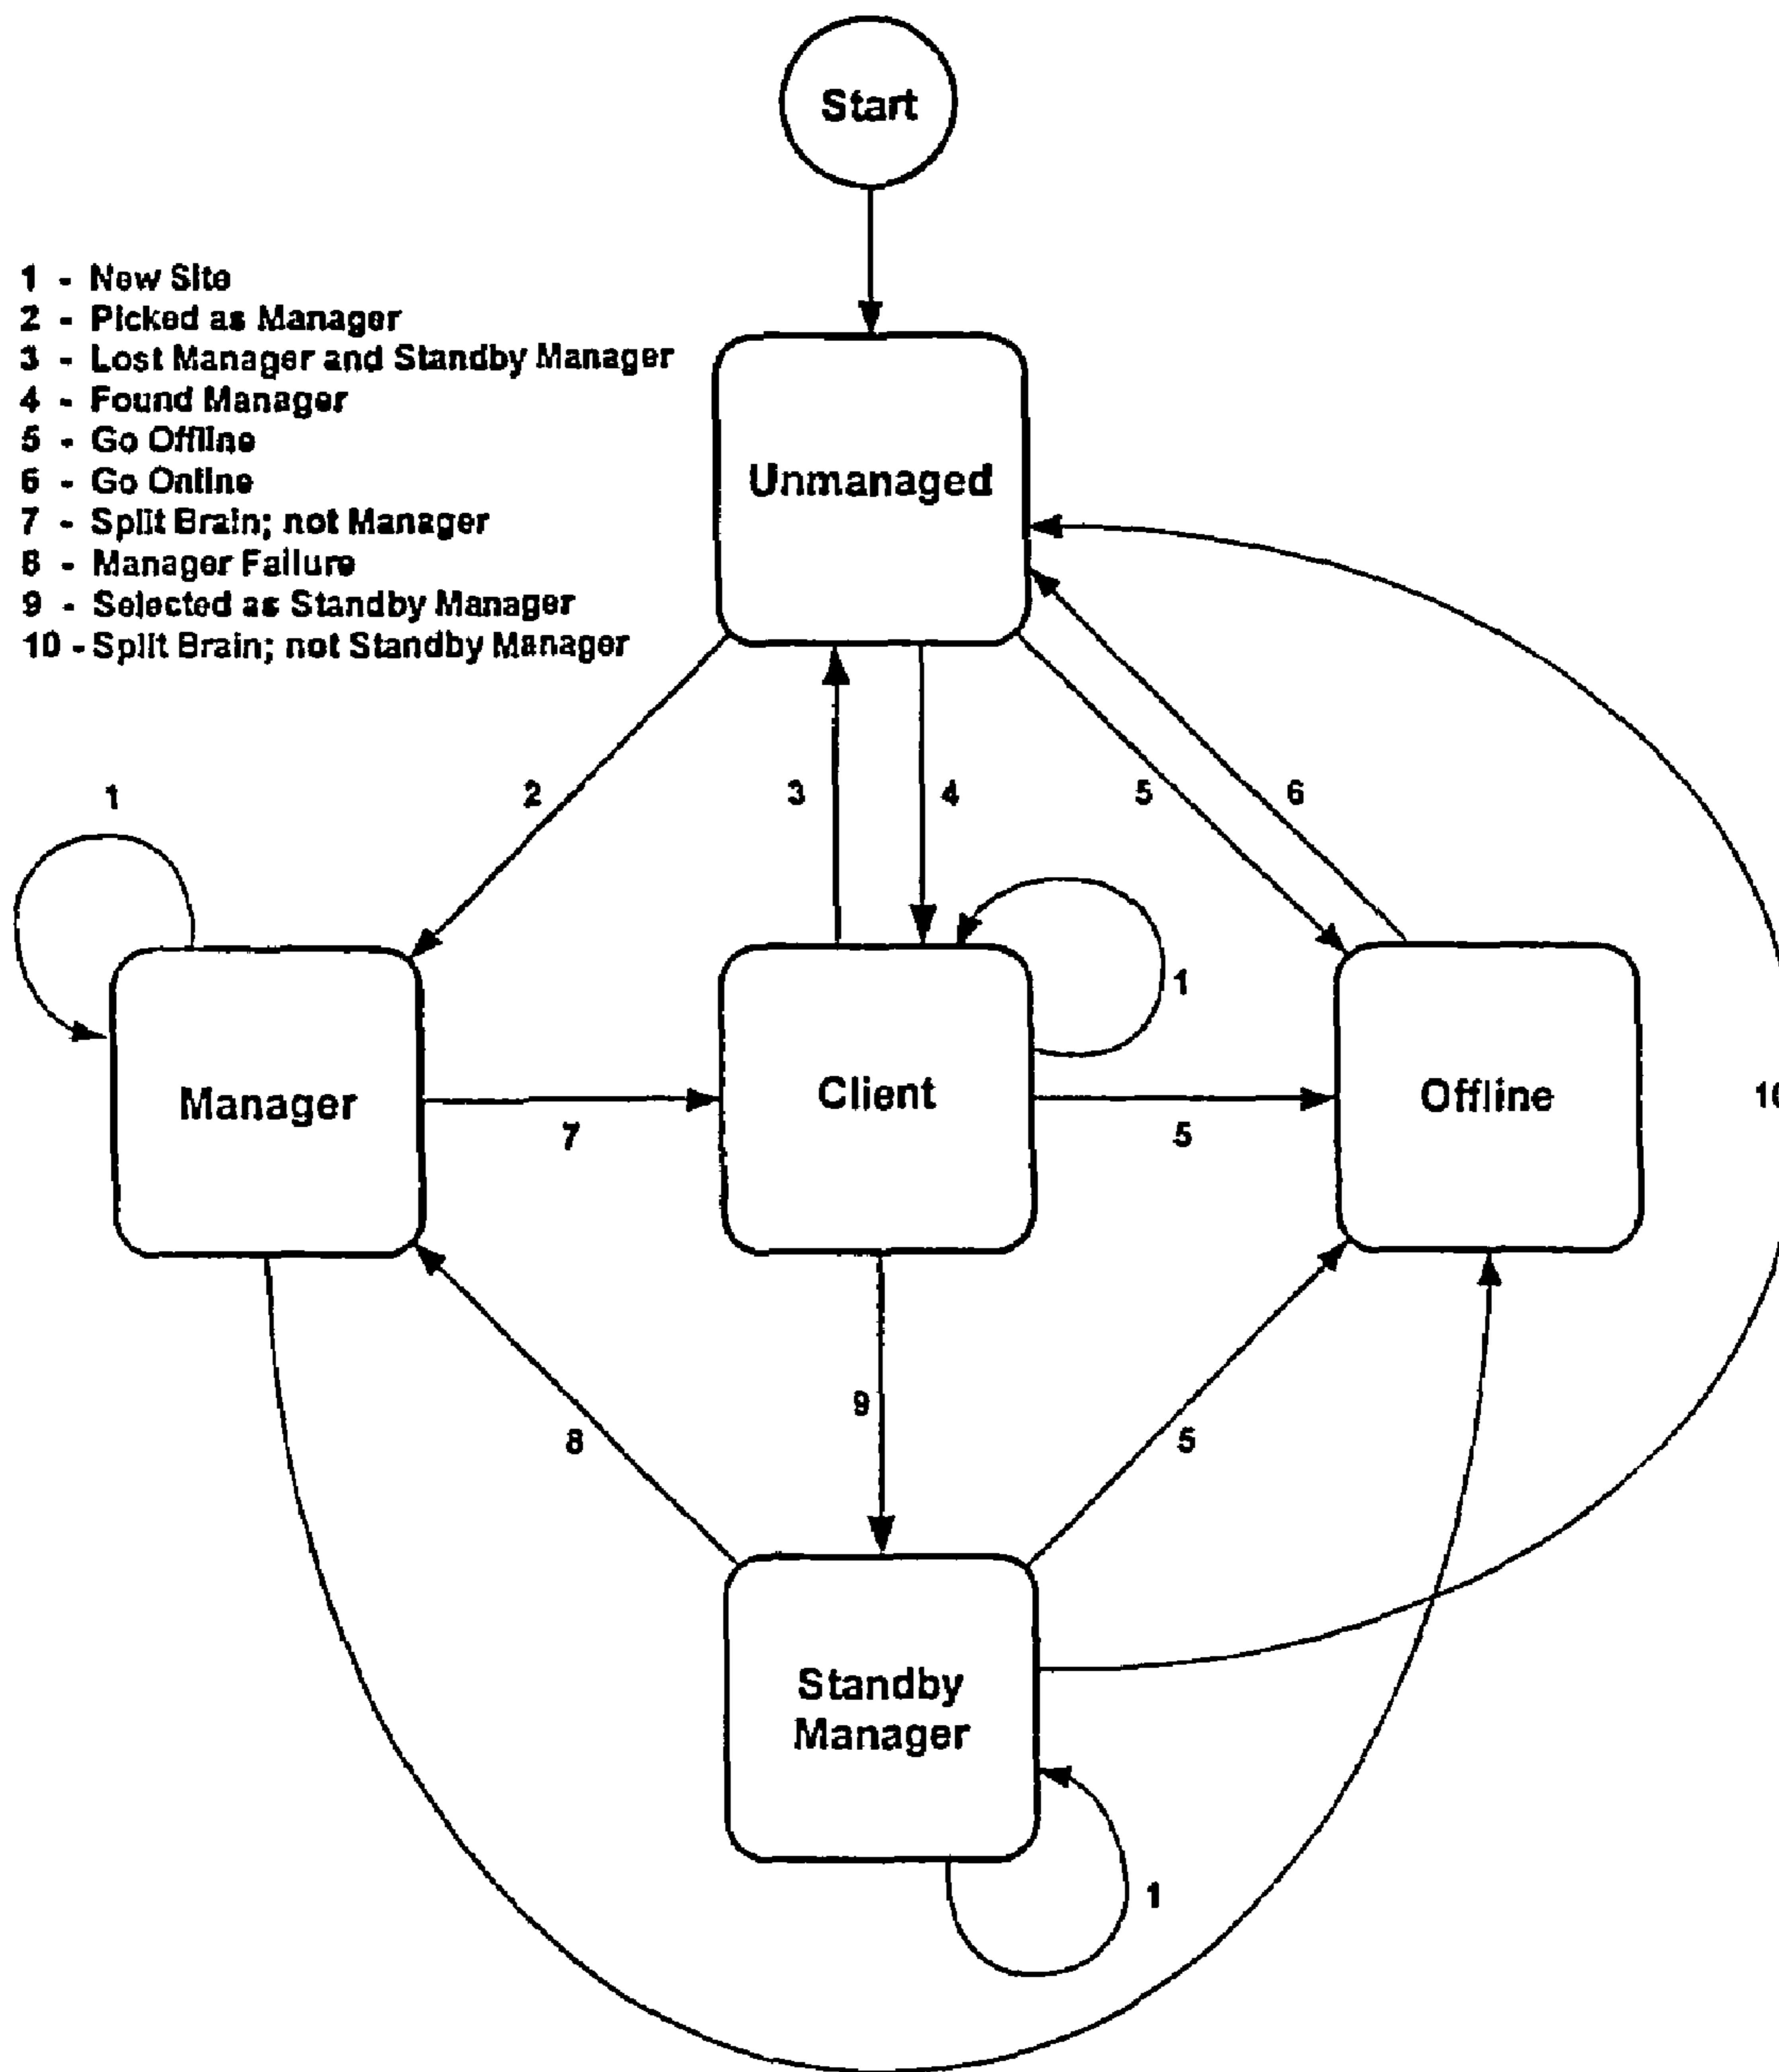 Start
1 - New Site
2 - Picked as Manager
3 - Lost Manager and Standby Manager
4 - Found Manager
5 - Go Offline
6 - Go Online
7 - Split Brain; not Manager
8 - Manager Failure
9 - Selected as Standby Manager
10 - Split Brain; not Standby Manager
Unmanaged
1
2
3
4
5
6
1
Manager
7
Client
5
Offline
10
8
9
5
Standby
Manager
1